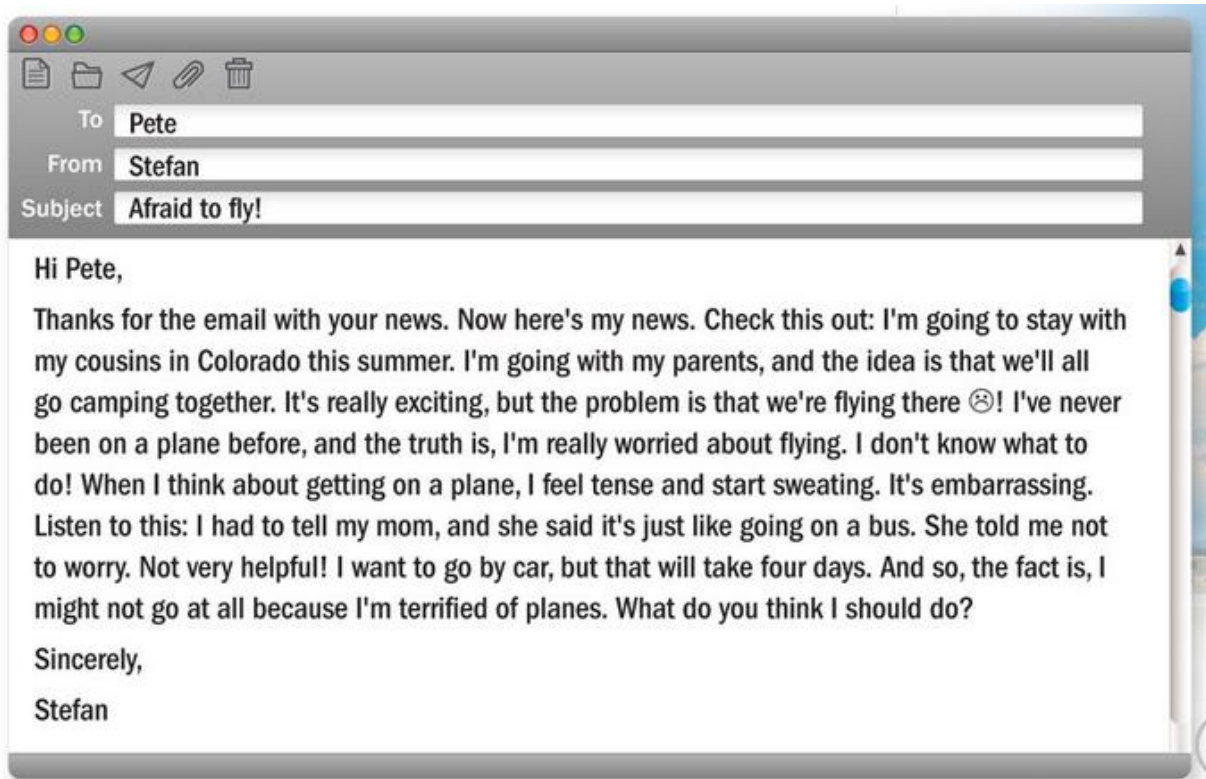 To Pete
From Stefan
Subject Afraid to fly!
Hi Pete,
Thanks for the email with your news. Now here's my news. Check this out: I'm going to stay with
my cousins in Colorado this summer. I'm going with my parents, and the idea is that we'll all
go camping together. It's really exciting, but the problem is that we're flying there ☹! I've never
been on a plane before, and the truth is, I'm really worried about flying. I don't know what to
do! When I think about getting on a plane, I feel tense and start sweating. It's embarrassing.
Listen to this: I had to tell my mom, and she said it's just like going on a bus. She told me not
to worry. Not very helpful! I want to go by car, but that will take four days. And so, the fact is, I
might not go at all because I'm terrified of planes. What do you think I should do?
Sincerely,
Stefan